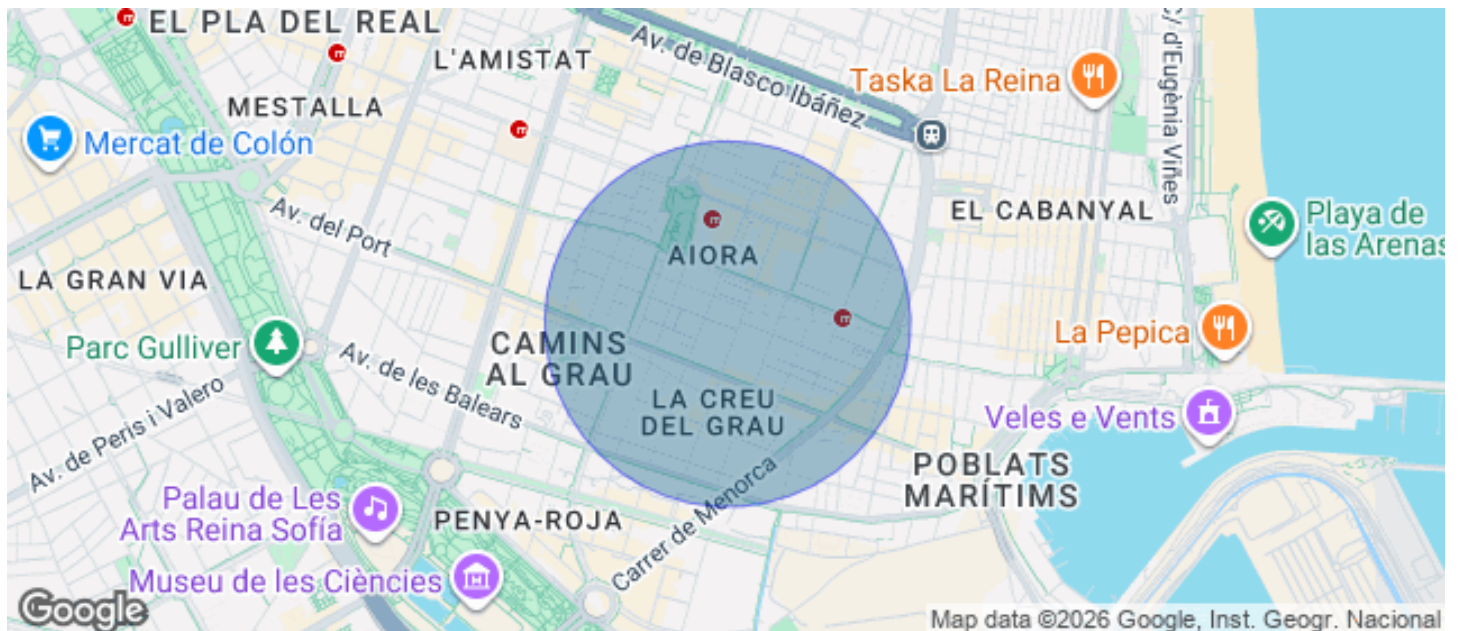 EL PLA DEL REAL
L'AMISTAT
Av. de Blasco Ibáñez
Taska La Reina
C/ d'Eugènia Viñes
MESTALLA
Mercat de Colón
EL CABANYAL
Playa de
las Arenas
Av. del Port
AIORA
LA GRAN VIA
Parc Gulliver
CAMINS
AL GRAU
La Pepica
Av. de les Balears
LA CREU
DEL GRAU
Veles e Vents
Av. de Peris i Valero
POBLATS
MARÍTIMS
Palau de Les
Arts Reina Sofía
PENYA-ROJA
Carrer de Menorca
Museu de les Ciències
Google
Map data ©2026 Google, Inst. Geogr. Nacional